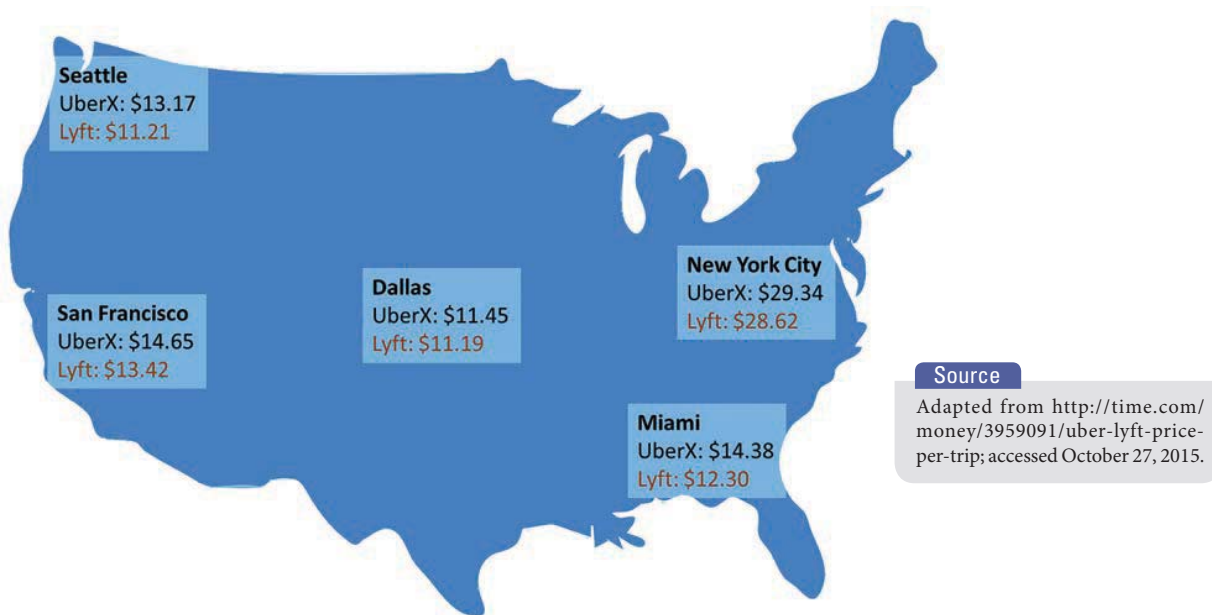 Seattle
UberX: $13.17
Lyft: $11.21
San Francisco
UberX: $14.65
Lyft: $13.42
Dallas
UberX: $11.45
Lyft: $11.19
New York City
UberX: $29.34
Lyft: $28.62
Miami
UberX: $14.38
Lyft: $12.30
Source
Adapted from http://time.com/
money/3959091/uber-lyft-price-
per-trip; accessed October 27, 2015.